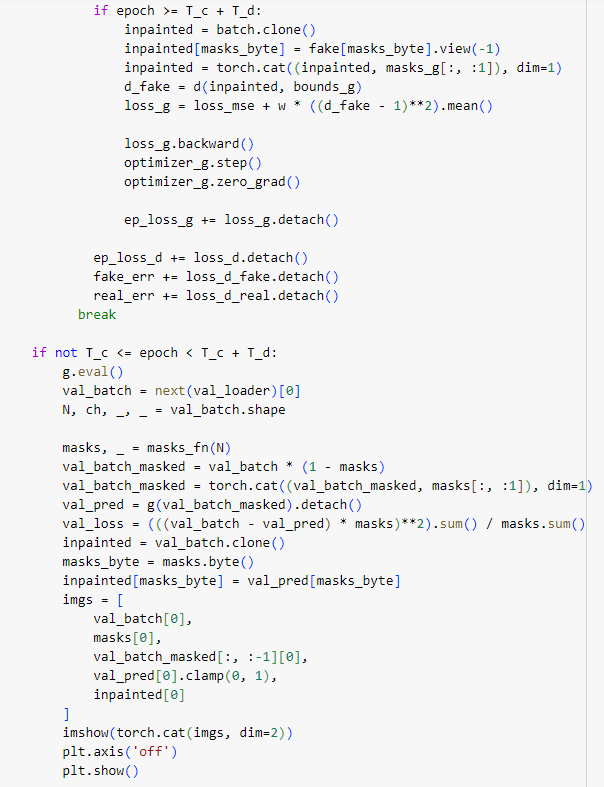 if epoch >= T_c + T_d:
inpainted = batch.clone()
inpainted[masks_byte] = fake[masks_byte].view(-1)
inpainted = torch.cat((inpainted, masks_g[:, :1]), dim=1)
d_fake = d(inpainted, bounds_g)
loss_g = loss_mse + w * ((d_fake - 1)**2).mean()
loss_g.backward()
optimizer_g.step()
optimizer_g.zero_grad()
ep_loss_g += loss_g.detach()
ep_loss_d += loss_d.detach()
fake_err += loss_d_fake.detach()
real_err += loss_d_real.detach()
break
if not T_c <= epoch < T_c + T_d:
g.eval()
val_batch = next(val_loader)[0]
N, ch, _, _ = val_batch.shape
masks, _ = masks_fn(N)
val_batch_masked = val_batch * (1 - masks)
val_batch_masked = torch.cat((val_batch_masked, masks[:, :1]), dim=1)
val_pred = g(val_batch_masked).detach()
val_loss = (((val_batch - val_pred) * masks)**2).sum() / masks.sum()
inpainted = val_batch.clone()
masks_byte = masks.byte()
inpainted[masks_byte] = val_pred[masks_byte]
imgs = [
val_batch[0],
masks[0],
val_batch_masked[:, :-1][0],
val_pred[0].clamp(0, 1),
inpainted[0]
]
imshow(torch.cat(imgs, dim=2))
plt.axis('off')
plt.show()